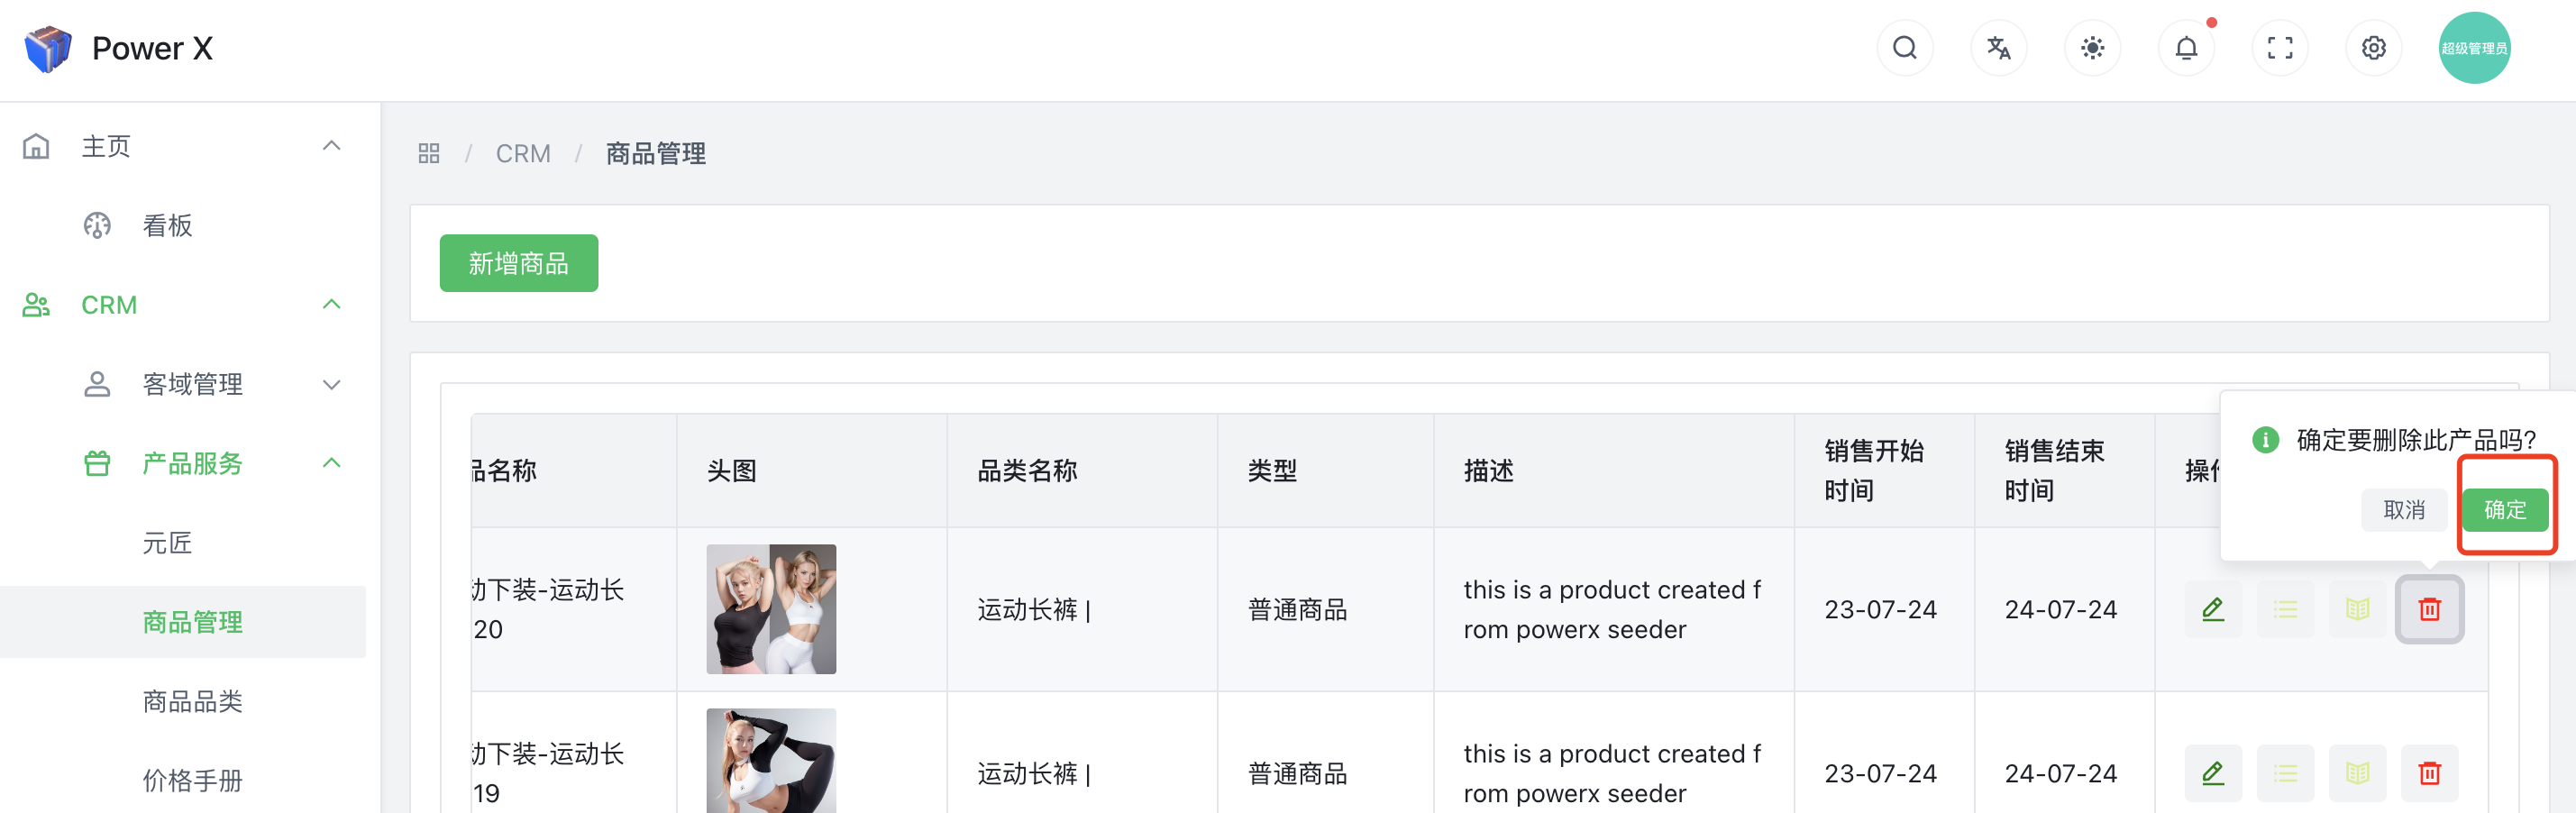 Power X
超级管理员
主页
看板
CRM
客域管理
产品服务
元匠
商品管理
商品品类
价格手册
/ CRM / 商品管理
新增商品
品名称
头图
品类名称
类型
描述
销售开始
时间
销售结束
时间
操作
确定要删除此产品吗?
取消
确定
动下装-运动长
20
运动长裤 |
普通商品
this is a product created f
rom powerx seeder
23-07-24
24-07-24
动下装-运动长
19
运动长裤 |
普通商品
this is a product created f
rom powerx seeder
23-07-24
24-07-24